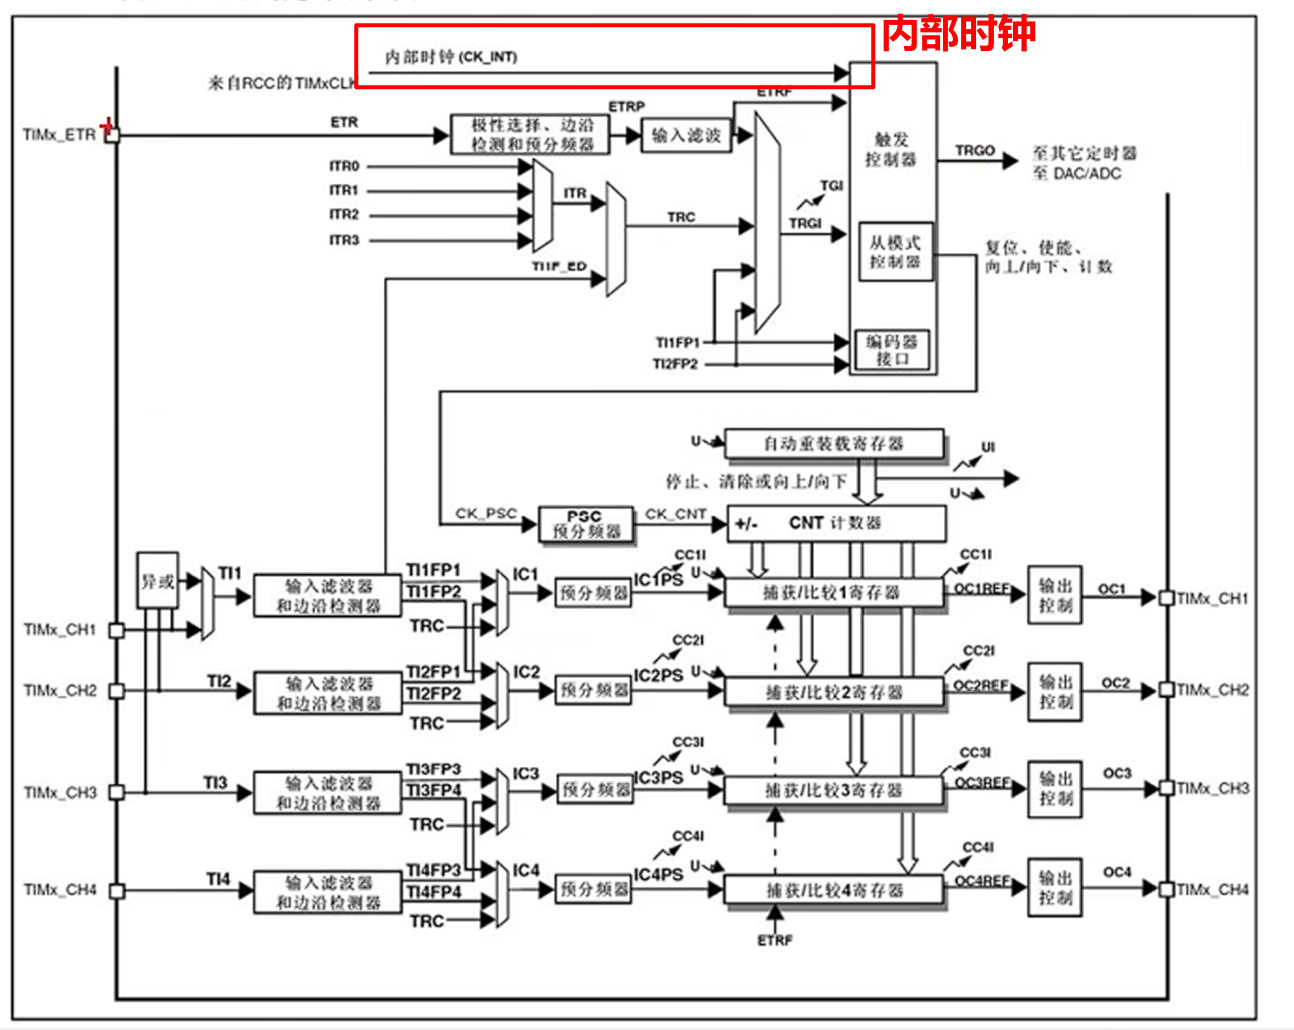 内部时钟
内部时钟(CK_INT)
来自RCC的TIMxCLK
ETRF
ETRP
TIMx_ETR
ETR
极性选择、边沿
检测和预分频器
输入滤波
触发
控制器
TRGO
至其它定时器
至 DAC/ADC
ITR0
ITR1
ITR2
ITR3
ITR
TRC
TGI
TRGI
TI1F_ED
从模式
控制器
复位、使能、
向上/向下、计数
TI1FP1
TI2FP2
编码器
接口
U
自动重装载寄存器
UI
停止、清除或向上/向下
U
CK_PSC
PSC
预分频器
CK_CNT
+/-
CNT 计数器
异或
TI1
输入滤波器
和边沿检测器
TI1FP1
TI1FP2
TRC
IC1
预分频器
IC1PS
CC1I
U
捕获/比较1寄存器
CC1I
OC1REF
输出
控制
OC1
TIMx_CH1
TIMx_CH1
TIMx_CH2
TI2
输入滤波器
和边沿检测器
TI2FP1
TI2FP2
TRC
IC2
预分频器
IC2PS
CC2I
U
捕获/比较2寄存器
CC2I
OC2REF
输出
控制
OC2
TIMx_CH2
TIMx_CH3
TI3
输入滤波器
和边沿检测器
TI3FP3
TI3FP4
TRC
IC3
预分频器
IC3PS
CC3I
U
捕获/比较3寄存器
CC3I
OC3REF
输出
控制
OC3
TIMx_CH3
TIMx_CH4
TI4
输入滤波器
和边沿检测器
TI4FP3
TI4FP4
TRC
IC4
预分频器
IC4PS
CC4I
U
捕获/比较4寄存器
CC4I
OC4REF
输出
控制
OC4
TIMx_CH4
ETRF